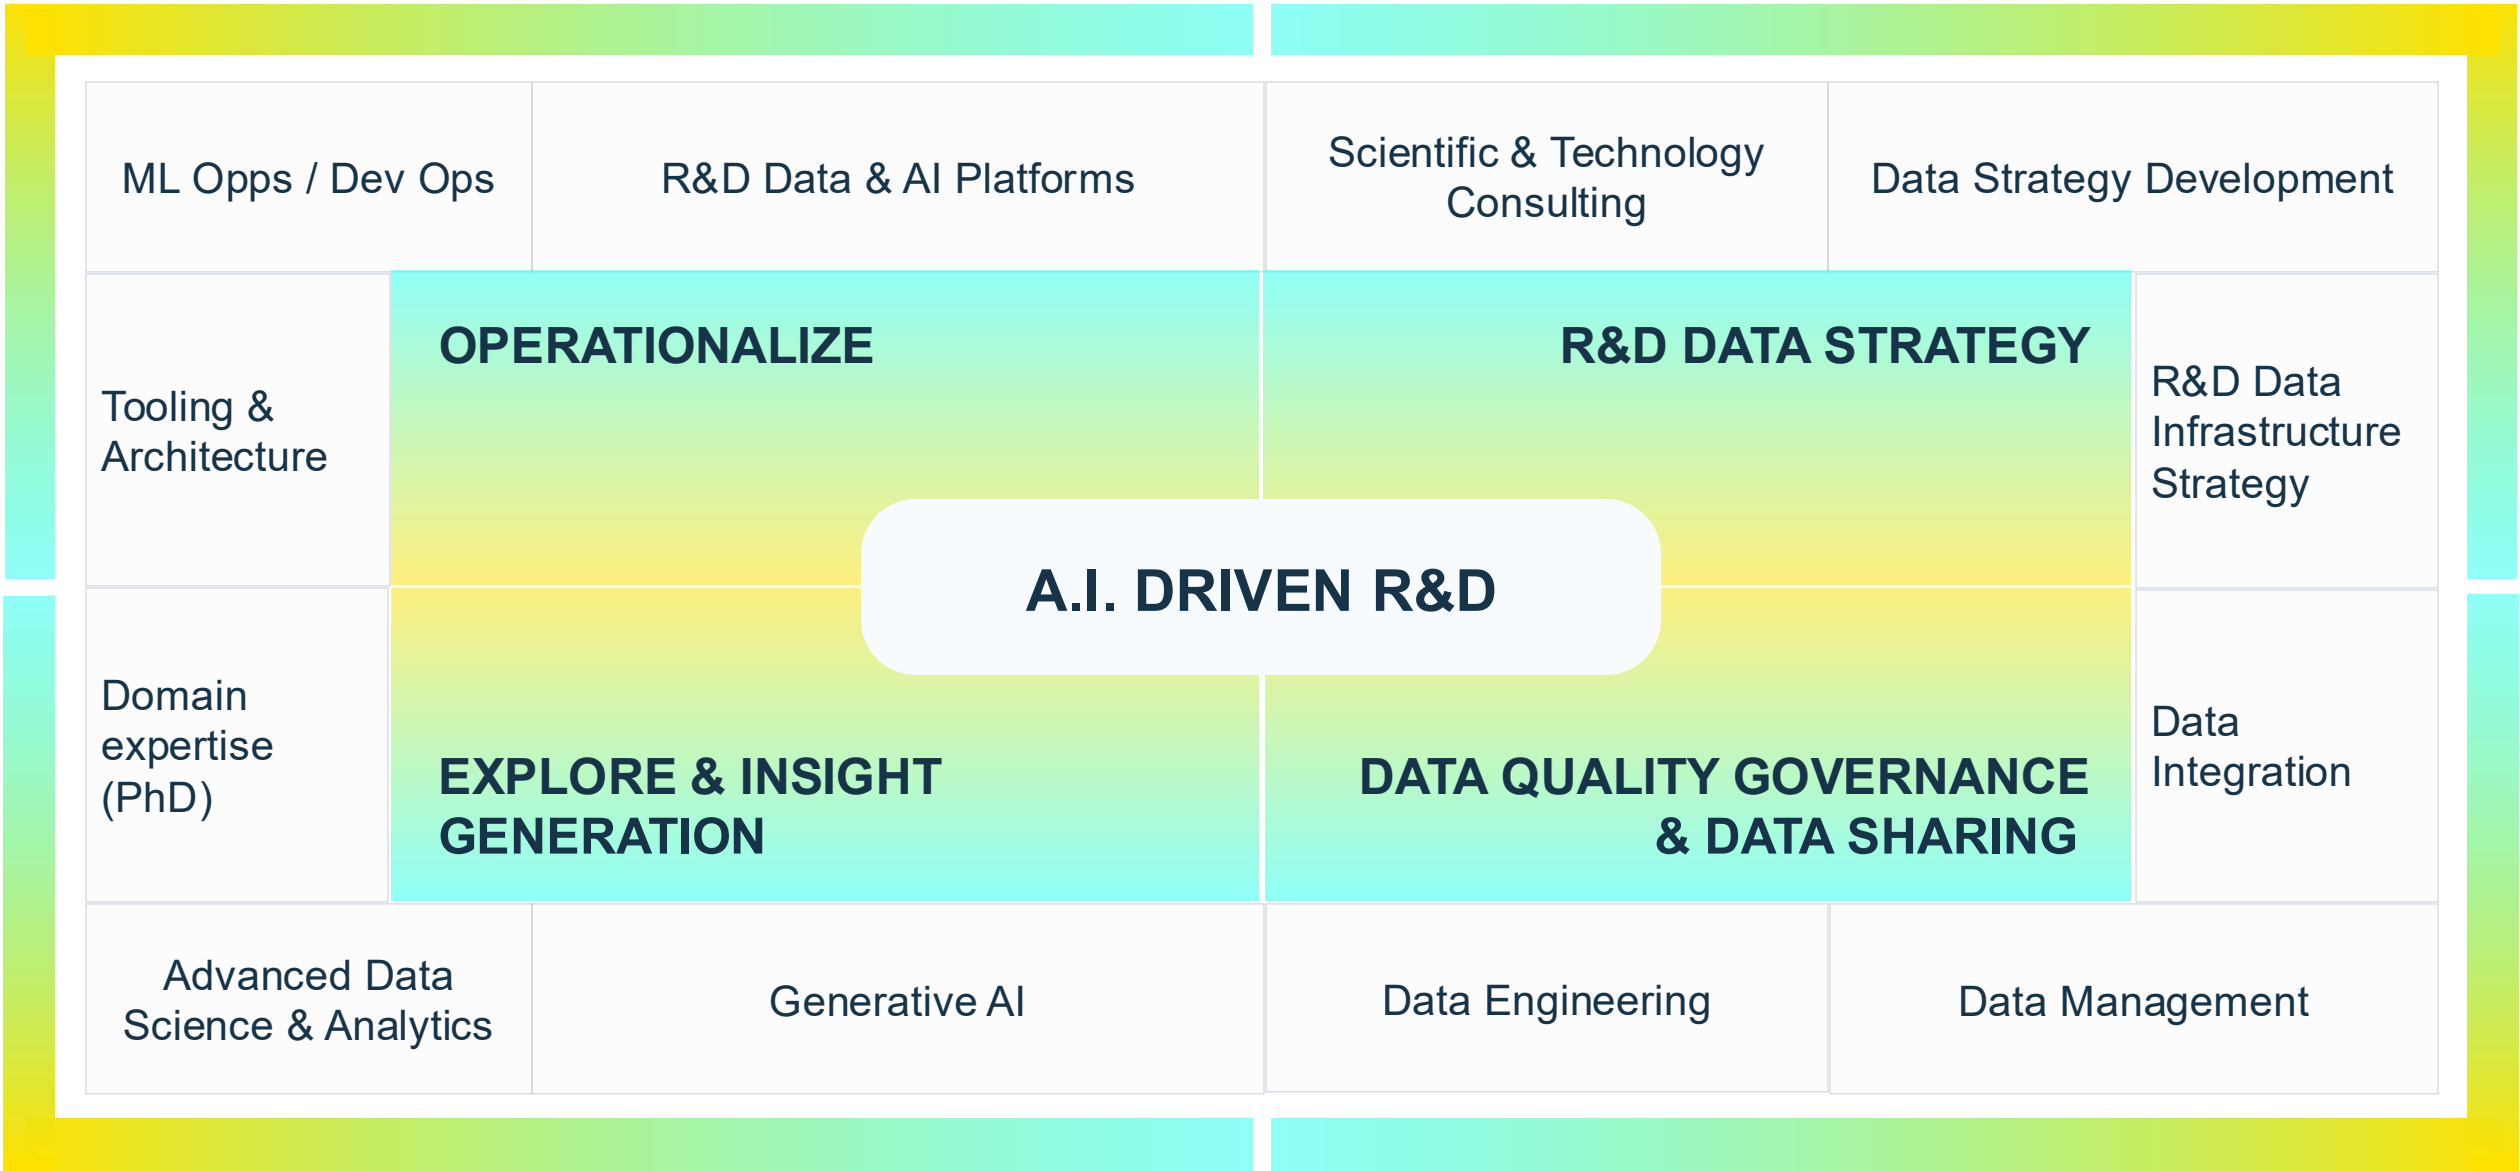 ML Opps / Dev Ops
R&D Data & AI Platforms
Scientific & Technology
Consulting
Data Strategy Development
Tooling &
Architecture
OPERATIONALIZE
R&D DATA STRATEGY
R&D Data
Infrastructure
Strategy
A.I. DRIVEN R&D
Domain
expertise
(PhD)
EXPLORE & INSIGHT
GENERATION
DATA QUALITY GOVERNANCE
& DATA SHARING
Data
Integration
Advanced Data
Science & Analytics
Generative AI
Data Engineering
Data Management